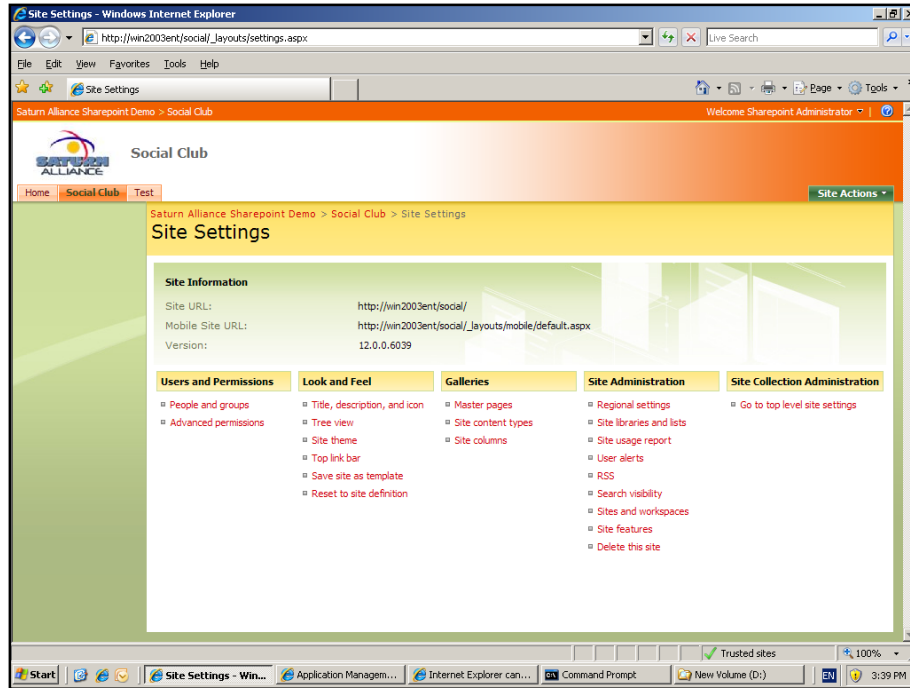 Site Settings - Windows Internet Explorer
http://win2003ent/social/_layouts/settings.aspx
Live Search
File Edit View Favorites Tools Help
Site Settings
Page Tools
Saturn Alliance Sharepoint Demo > Social Club
Welcome Sharepoint Administrator
SATURN
ALLIANCE
Social Club
Home Social Club Test
Site Actions
Saturn Alliance Sharepoint Demo > Social Club > Site Settings
Site Settings
Site Information
Site URL: http://win2003ent/social/
Mobile Site URL: http://win2003ent/social/_layouts/mobile/default.aspx
Version: 12.0.0.6039
Users and Permissions
People and groups
Advanced permissions
Look and Feel
Title, description, and icon
Tree view
Site theme
Top link bar
Save site as template
Reset to site definition
Galleries
Master pages
Site content types
Site columns
Site Administration
Regional settings
Site libraries and lists
Site usage report
User alerts
RSS
Search visibility
Sites and workspaces
Site features
Delete this site
Site Collection Administration
Go to top level site settings
Trusted sites
100%
Start
Site Settings - Win...
Application Managem...
Internet Explorer can...
Command Prompt
New Volume (D:)
EN
3:39 PM